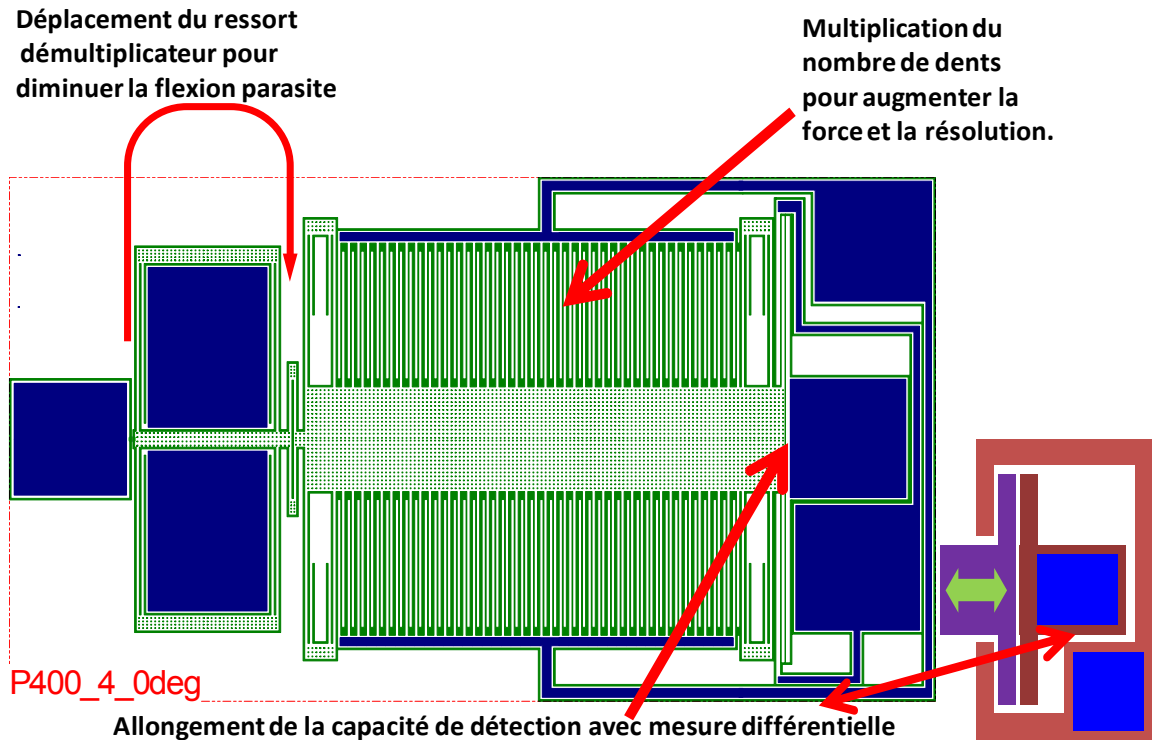 Déplacement du ressort
démultiplicateur pour
diminuer la flexion parasite
Multiplication du
nombre de dents
pour augmenter la
force et la résolution.
P400_4_0deg
Allongement de la capacité de détection avec mesure différentielle